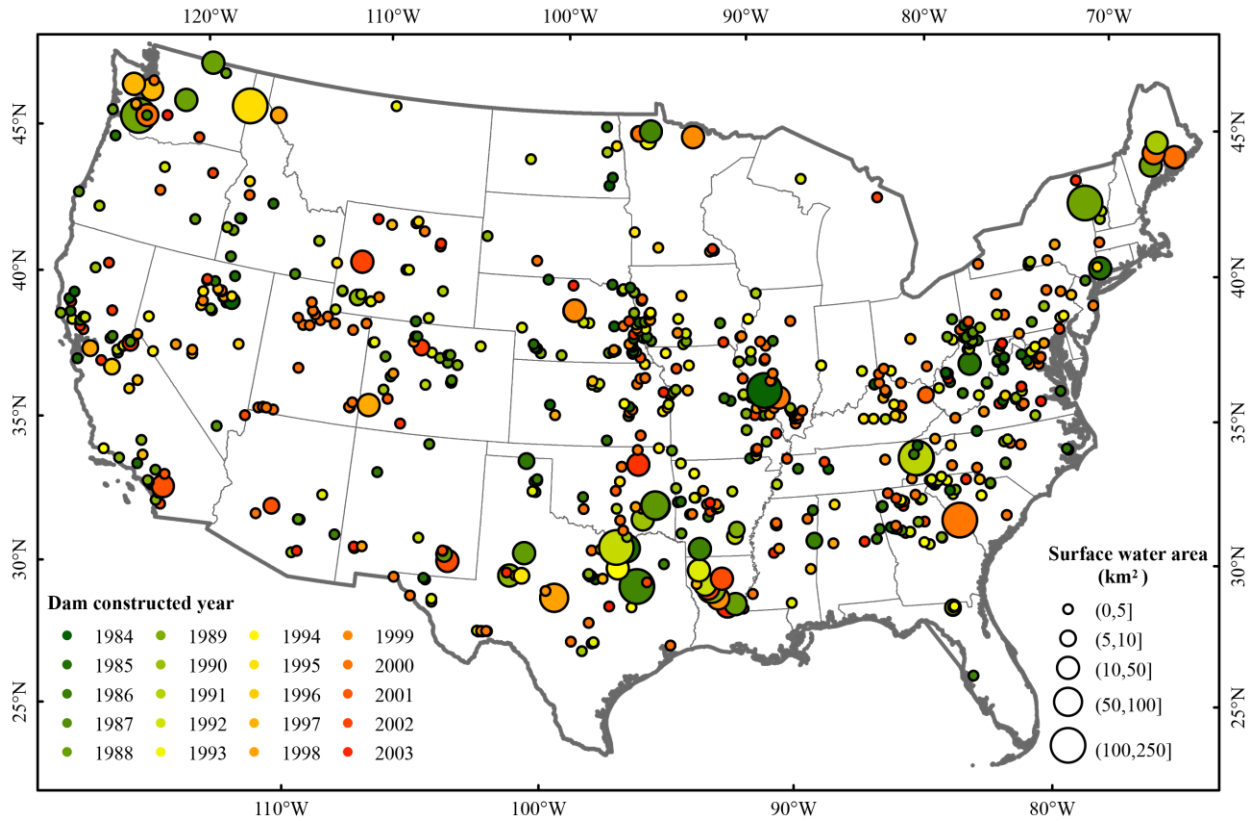 120°W 110°W 100°W 90°W 80°W 70°W
45°N 45°N
40°N 40°N
35°N 35°N
30°N 30°N
25°N 25°N
Surface water area
(km²)
(0,5]
(5,10]
(10,50]
(50,100]
(100,250]
Dam constructed year
1984 1989 1994 1999
1985 1990 1995 2000
1986 1991 1996 2001
1987 1992 1997 2002
1988 1993 1998 2003
110°W 100°W 90°W 80°W